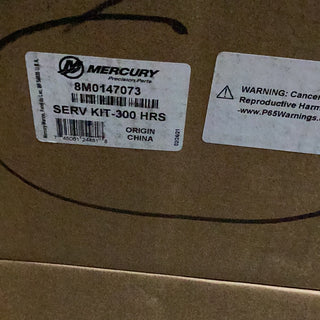 MERCURY
Precision Parts
8M0147073
SERV KIT-300 HRS
ORIGIN
CHINA
WARNING: Cancer
Reproductive Harm
www.P65Warnings.